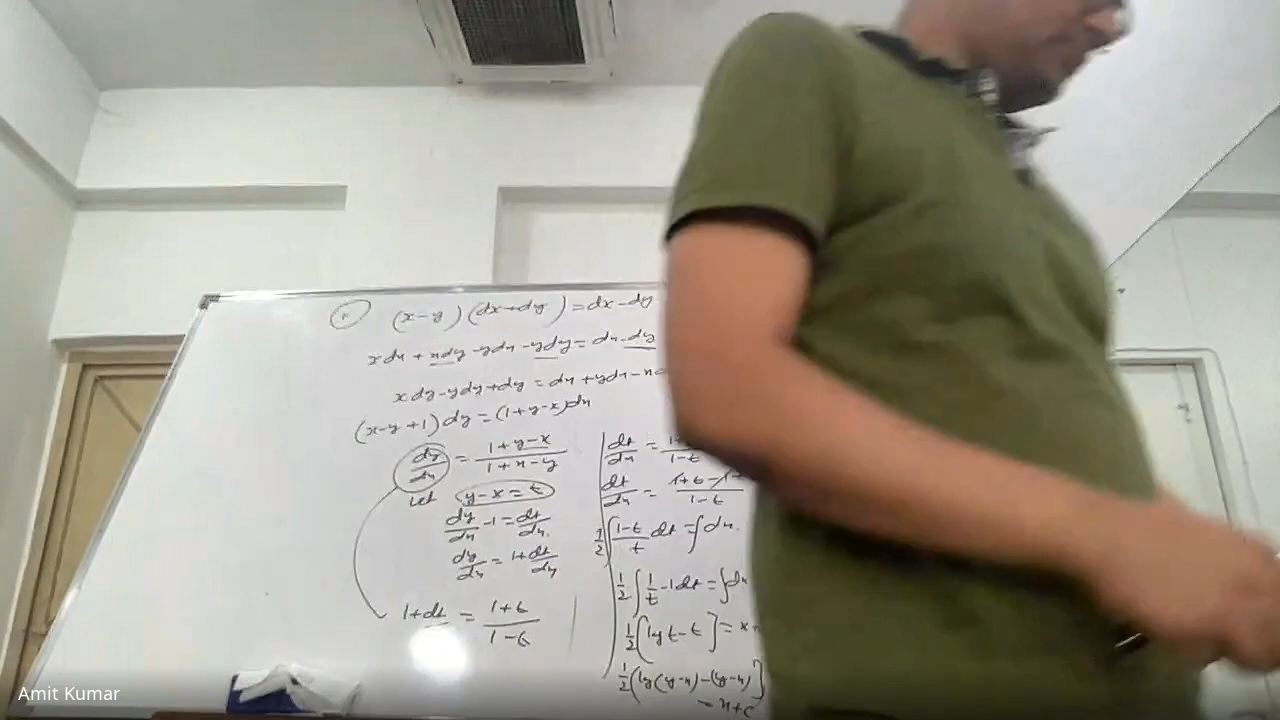 (x-y)(dx+dy)=dx-dy
xdx+xdy-ydx-ydy=dx-dy
xdy-ydy+dy=dx+ydx-x
(x-y+1)dy=(1+y-x)dx
dy/dx = (1+y-x)/(1+x-y)
Let y-x=t
dy/dx -1 = dt/dx
dy/dx = 1+dt/dx
1+dt = (1+t)/(1-t)
dt/dx =
dt/dx = (1+t-1+)/(1-t)
1/2 ∫ (1-t)/t dt = ∫dx
1/2 ∫ 1/t -1 dt = ∫dx
1/2 [log t - t] = x+
1/2 [log(y-x)-(y-x)]
= x+c
Amit Kumar